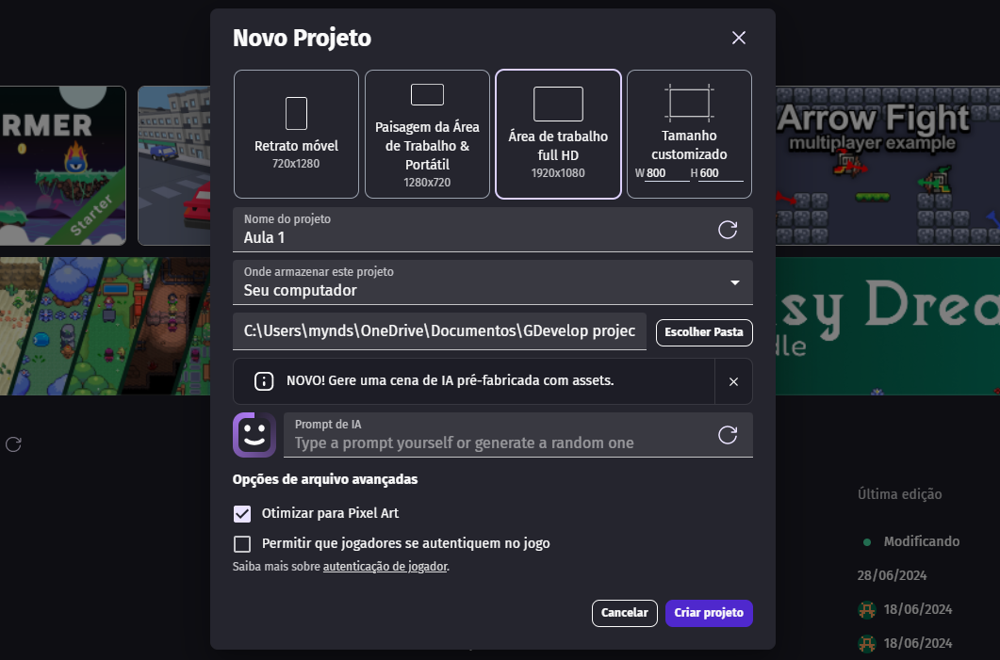 Novo Projeto
Retrato móvel
720x1280
Paisagem da Área
de Trabalho &
Portátil
1280x720
Área de trabalho
full HD
1920x1080
Tamanho
customizado
W 800 H 600
RMER
Starter
Arrow Fight
multiplayer example
Nome do projeto
Aula 1
Onde armazenar este projeto
Seu computador
C:\Users\mynds\OneDrive\Documentos\GDevelop projec
Escolher Pasta
sy Drea
dle
NOVO! Gere uma cena de IA pré-fabricada com assets.
Prompt de IA
Type a prompt yourself or generate a random one
Opções de arquivo avançadas
Otimizar para Pixel Art
Permitir que jogadores se autentiquem no jogo
Saiba mais sobre autenticação de jogador.
Cancelar
Criar projeto
Última edição
Modificando
28/06/2024
18/06/2024
18/06/2024